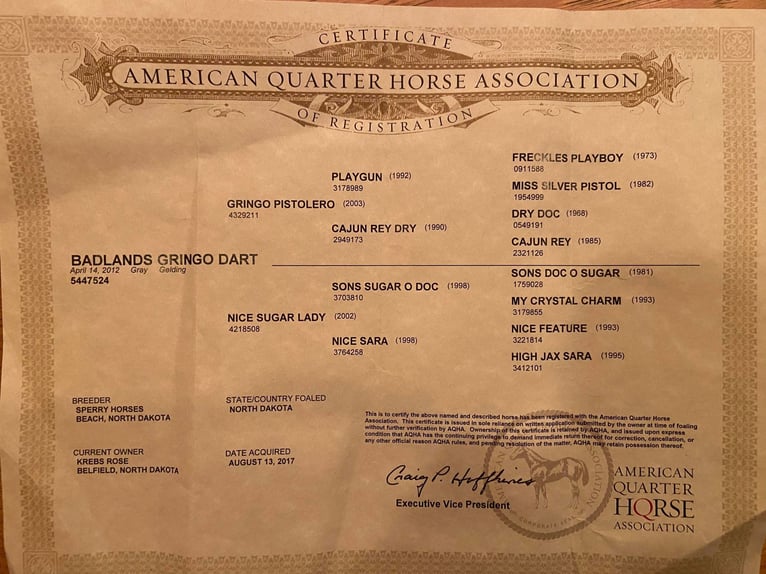 CERTIFICATE
AMERICAN QUARTER HORSE ASSOCIATION
OF REGISTRATION
FRECKLES PLAYBOY (1973)
0911588
PLAYGUN (1992)
3178989
MISS SILVER PISTOL (1982)
1954999
GRINGO PISTOLERO (2003)
4329211
DRY DOC (1968)
0549191
CAJUN REY DRY (1990)
2949173
CAJUN REY (1985)
2321126
BADLANDS GRINGO DART
April 14, 2012 Gray Gelding
5447524
SONS DOC O SUGAR (1981)
1759028
SONS SUGAR O DOC (1998)
3703810
MY CRYSTAL CHARM (1993)
3179855
NICE SUGAR LADY (2002)
4218508
NICE FEATURE (1993)
3221814
NICE SARA (1998)
3764258
HIGH JAX SARA (1995)
3412101
BREEDER
SPERRY HORSES
BEACH, NORTH DAKOTA
STATE/COUNTRY FOALED
NORTH DAKOTA
CURRENT OWNER
KREBS ROSE
BELFIELD, NORTH DAKOTA
DATE ACQUIRED
AUGUST 13, 2017
This is to certify the above named and described horse has been registered with the American Quarter Horse
Association. This certificate is issued in sole reliance on written application submitted by the owner at time of foaling
without further verification by AQHA. Ownership of this certificate is retained by AQHA, and issued upon express
condition that AQHA has the continuing privilege to demand immediate return thereof for correction, cancellation, or
any other official reason AQHA rules, and pending resolution of the matter, AQHA may retain possession thereof.
Craig P. Huffhines
Executive Vice President
CORPORATE SEAL
AMERICAN
QUARTER
HORSE
ASSOCIATION